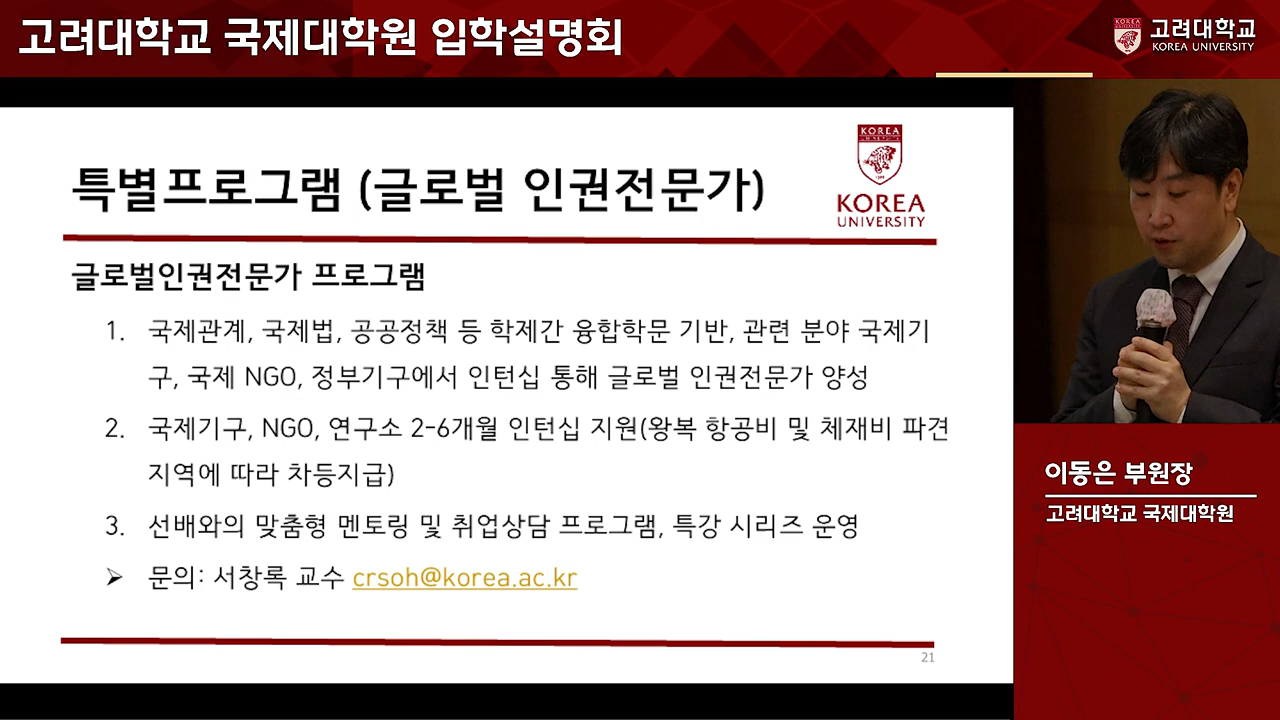 고려대학교 국제대학원 입학설명회
KOREA
고려대학교
KOREA UNIVERSITY
특별프로그램 (글로벌 인권전문가)
KOREA
KOREA
UNIVERSITY
글로벌인권전문가 프로그램
1. 국제관계, 국제법, 공공정책 등 학제간 융합학문 기반, 관련 분야 국제기
구, 국제 NGO, 정부기구에서 인턴십 통해 글로벌 인권전문가 양성
2. 국제기구, NGO, 연구소 2-6개월 인턴십 지원(왕복 항공비 및 체재비 파견
지역에 따라 차등지급)
3. 선배와의 맞춤형 멘토링 및 취업상담 프로그램, 특강 시리즈 운영
➢ 문의: 서창록 교수 crsoh@korea.ac.kr
21
이동은 부원장
고려대학교 국제대학원